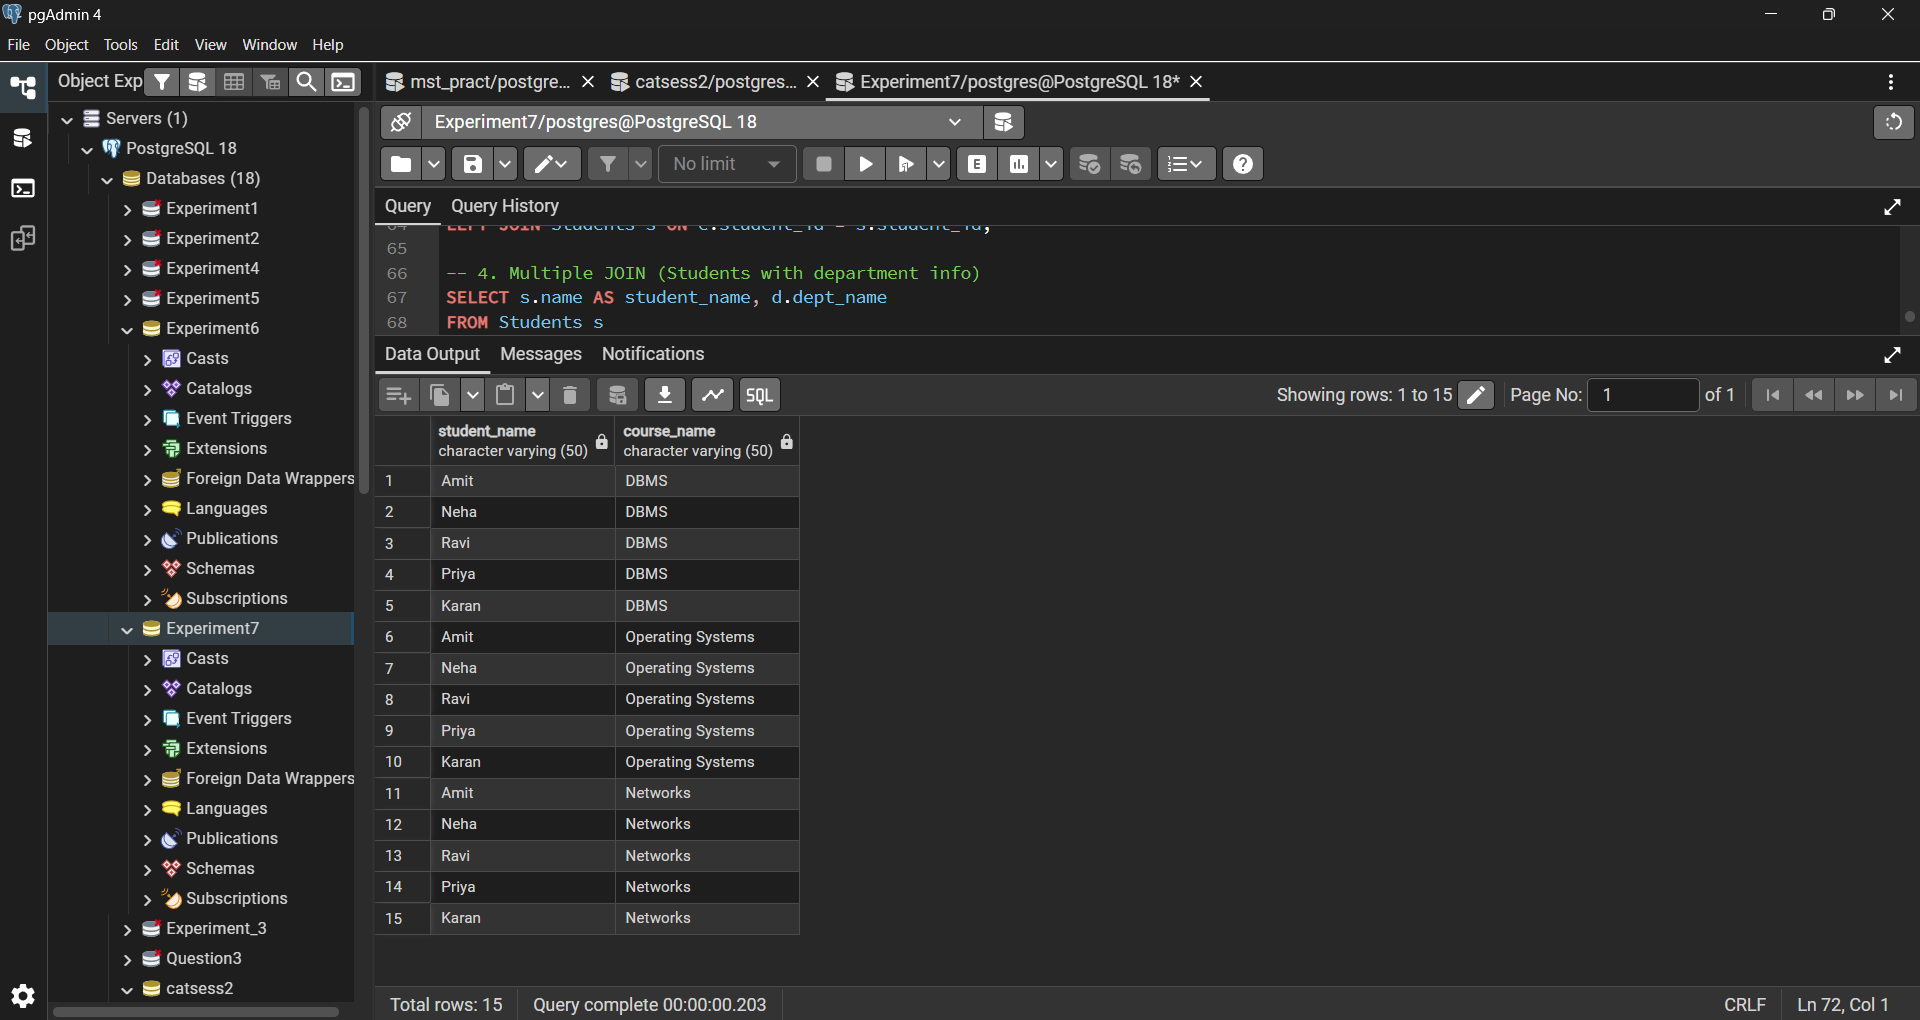 pgAdmin 4
File Object Tools Edit View Window Help
Object Exp
mst_pract/postgre...
catsess2/postgres...
Experiment7/postgres@PostgreSQL 18*
Servers (1)
PostgreSQL 18
Databases (18)
Experiment1
Experiment2
Experiment4
Experiment5
Experiment6
Casts
Catalogs
Event Triggers
Extensions
Foreign Data Wrappers
Languages
Publications
Schemas
Subscriptions
Experiment7
Casts
Catalogs
Event Triggers
Extensions
Foreign Data Wrappers
Languages
Publications
Schemas
Subscriptions
Experiment_3
Question3
catsess2
Experiment7/postgres@PostgreSQL 18
No limit
E
Query Query History
64 LEFT JOIN Students s ON e.student_id = s.student_id;
65
66 -- 4. Multiple JOIN (Students with department info)
67 SELECT s.name AS student_name, d.dept_name
68 FROM Students s
Data Output Messages Notifications
SQL
Showing rows: 1 to 15
Page No: 1 of 1
student_name course_name
character varying (50) character varying (50)
1 Amit DBMS
2 Neha DBMS
3 Ravi DBMS
4 Priya DBMS
5 Karan DBMS
6 Amit Operating Systems
7 Neha Operating Systems
8 Ravi Operating Systems
9 Priya Operating Systems
10 Karan Operating Systems
11 Amit Networks
12 Neha Networks
13 Ravi Networks
14 Priya Networks
15 Karan Networks
Total rows: 15
Query complete 00:00:00.203
CRLF
Ln 72, Col 1